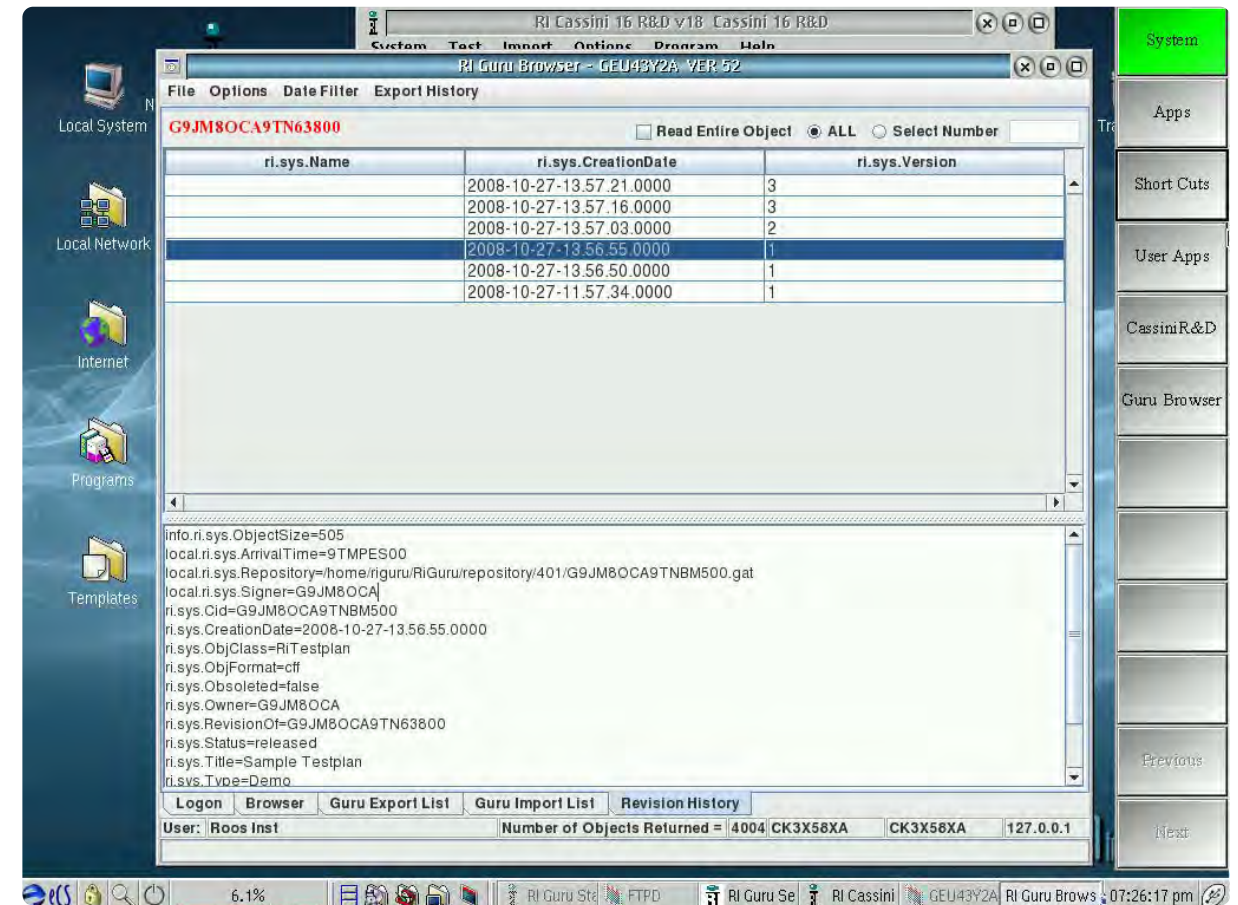 RI Cassini 16 R&D v18 Cassini 16 R&D
System Test Import Options Program Help
RI Guru Browser - GEU43Y2A VER 52
File Options Date Filter Export History
G9JM8OCA9TN63800
Read Entire Object ALL Select Number
ri.sys.Name ri.sys.CreationDate ri.sys.Version
2008-10-27-13.57.21.0000 3
2008-10-27-13.57.16.0000 3
2008-10-27-13.57.03.0000 2
2008-10-27-13.56.55.0000 1
2008-10-27-13.56.50.0000 1
2008-10-27-11.57.34.0000 1
info.ri.sys.ObjectSize=505
local.ri.sys.ArrivalTime=9TMPES00
local.ri.sys.Repository=/home/riguru/RiGuru/repository/401/G9JM8OCA9TNBM500.gat
local.ri.sys.Signer=G9JM8OCA
ri.sys.Cid=G9JM8OCA9TNBM500
ri.sys.CreationDate=2008-10-27-13.56.55.0000
ri.sys.ObjClass=RiTestplan
ri.sys.ObjFormat=cff
ri.sys.Obsoleted=false
ri.sys.Owner=G9JM8OCA
ri.sys.RevisionOf=G9JM8OCA9TN63800
ri.sys.Status=released
ri.sys.Title=Sample Testplan
ri.sys.Type=Demo
Logon Browser Guru Export List Guru Import List Revision History
User: Roos Inst Number of Objects Returned = 4004 CK3X58XA CK3X58XA 127.0.0.1
Local System
Local Network
Internet
Programs
Templates
System
Apps
Short Cuts
User Apps
CassiniR&D
Guru Browser
Previous
Next
eCS 6.1% RI Guru Sta FTPD RI Guru Se RI Cassini GEU43Y2A RI Guru Brows 07:26:17 pm